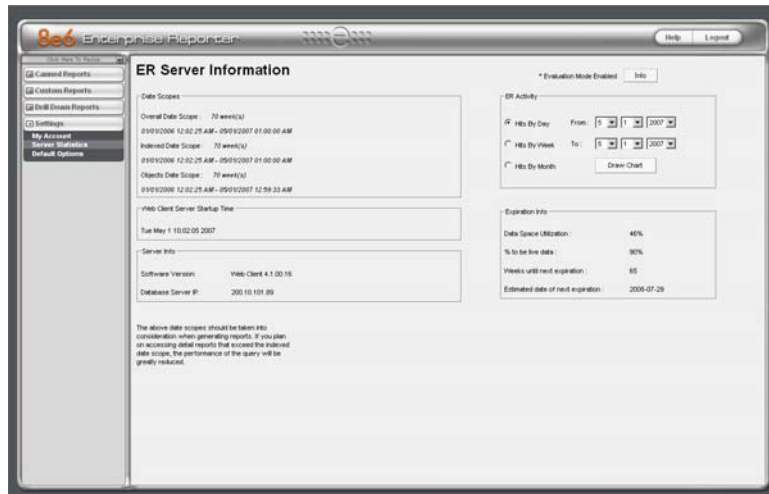 8e6 Enterprise Reporter
Help
Logout
Click Here To Resize
Canned Reports
Custom Reports
Drill Down Reports
Settings
My Account
Server Statistics
Default Options
ER Server Information
* Evaluation Mode Enabled
Info
Date Scopes
Overall Date Scope : 70 week(s)
01/01/2006 12:02:25 AM - 05/01/2007 01:00:00 AM
Indexed Date Scope : 70 week(s)
01/01/2006 12:02:25 AM - 05/01/2007 01:00:00 AM
Objects Date Scope : 70 week(s)
01/01/2006 12:02:25 AM - 05/01/2007 12:59:33 AM
Web Client Server Startup Time
Tue May 1 10:02:05 2007
Server Info
Software Version: Web Client 4.1.00.16
Database Server IP: 200.10.101.89
The above date scopes should be taken into
consideration when generating reports. If you plan
on accessing detail reports that exceed the indexed
date scope, the performance of the query will be
greatly reduced.
ER Activity
Hits By Day From : 5 1 2007
Hits By Week To : 5 1 2007
Hits By Month Draw Chart
Expiration Info
Data Space Utilization : 46%
% to be live data : 90%
Weeks until next expiration : 65
Estimated date of next expiration : 2008-07-28